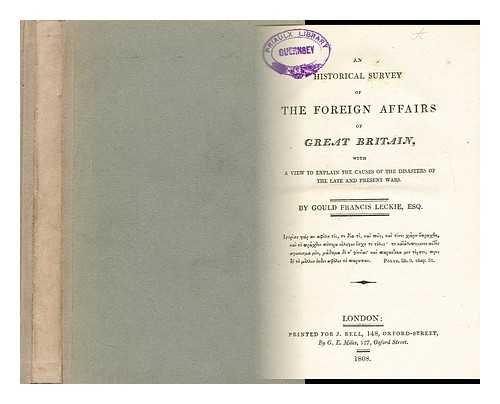 PRIAULX LIBRARY
GUERNSEY
AN
HISTORICAL SURVEY
OF
THE FOREIGN AFFAIRS
OF
GREAT BRITAIN,
WITH
A VIEW TO EXPLAIN THE CAUSES OF THE DISASTERS OF
THE LATE AND PRESENT WARS.
BY GOULD FRANCIS LECKIE, ESQ.
LONDON:
PRINTED FOR J. BELL, 148, OXFORD-STREET,
By G. E. Miles, 127, Oxford Street.
1808.